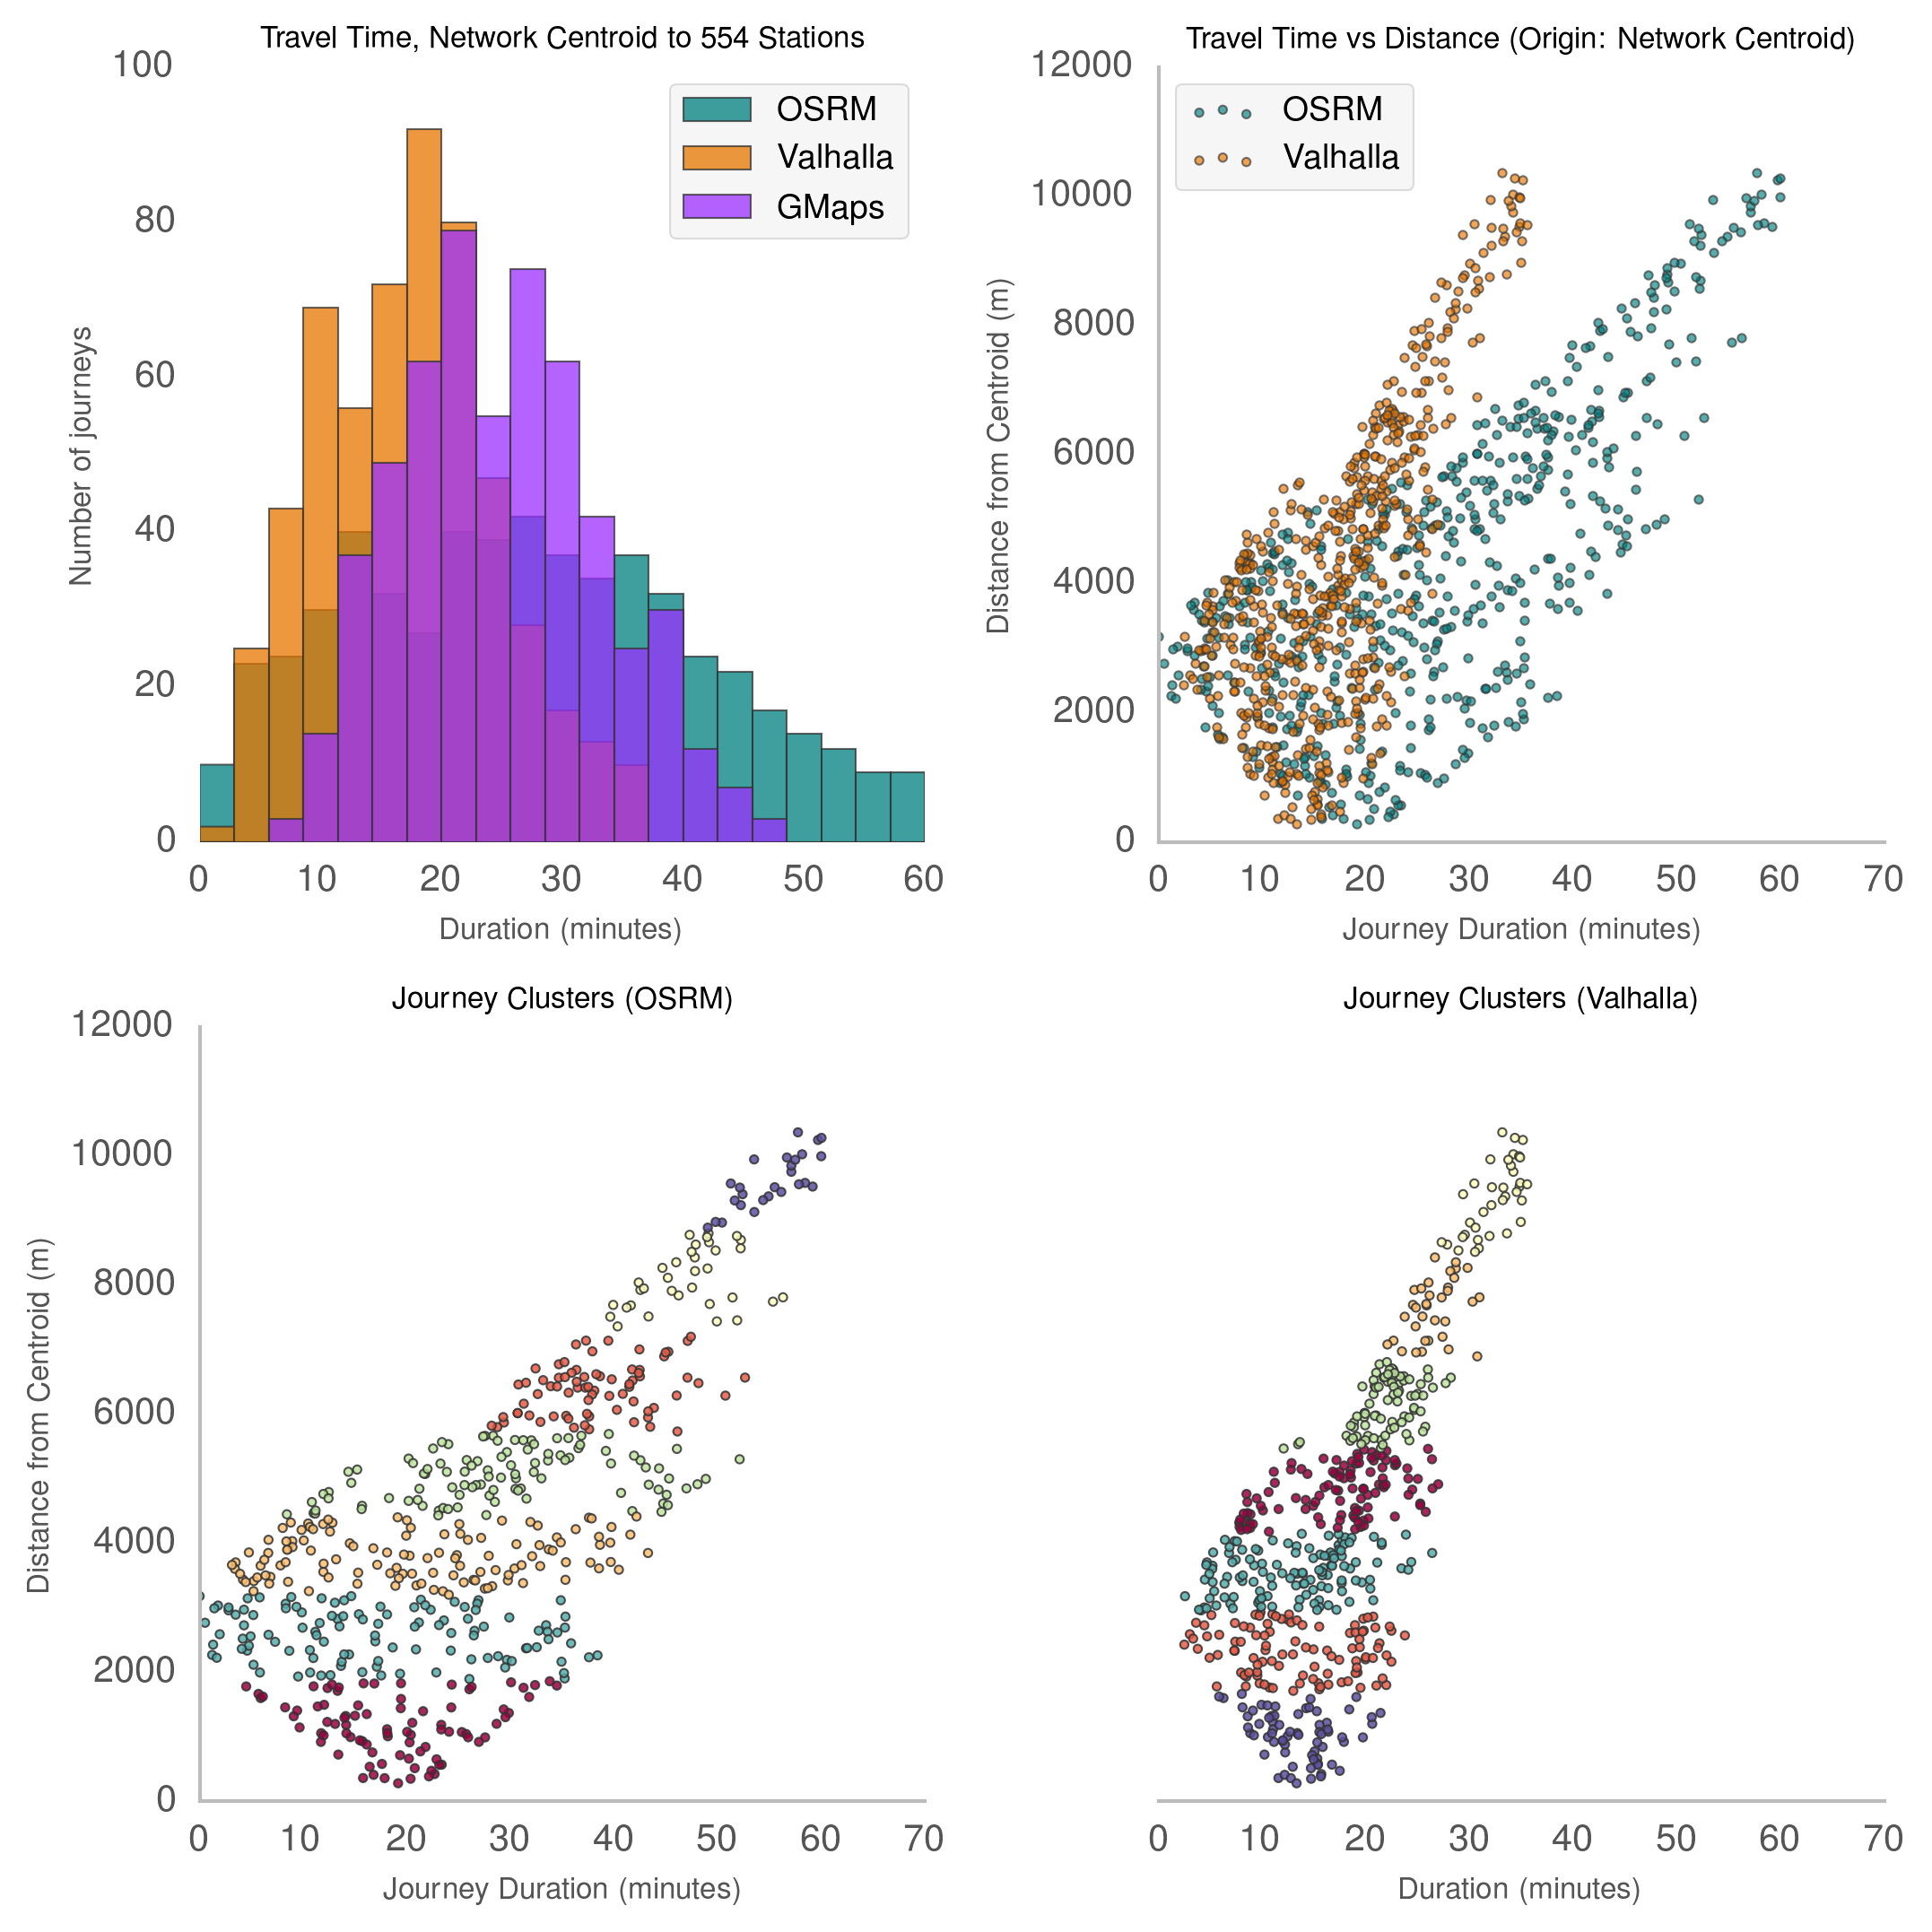 Travel Time, Network Centroid to 554 Stations
100
80
60
40
20
0
Number of journeys
OSRM
Valhalla
GMaps
0 10 20 30 40 50 60
Duration (minutes)
Travel Time vs Distance (Origin: Network Centroid)
12000
10000
8000
6000
4000
2000
0
Distance from Centroid (m)
OSRM
Valhalla
0 10 20 30 40 50 60 70
Journey Duration (minutes)
Journey Clusters (OSRM)
12000
10000
8000
6000
4000
2000
0
Distance from Centroid (m)
0 10 20 30 40 50 60 70
Journey Duration (minutes)
Journey Clusters (Valhalla)
0 10 20 30 40 50 60 70
Duration (minutes)